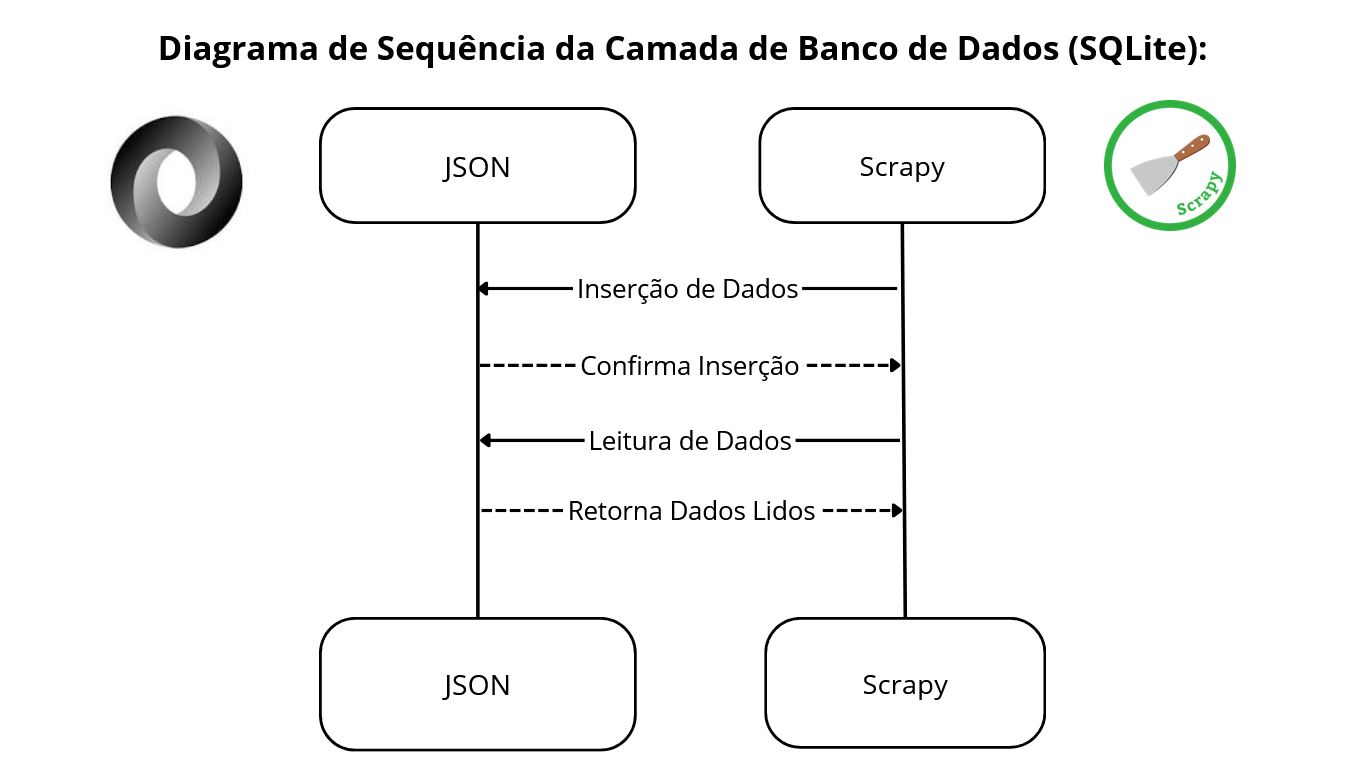 Diagrama de Sequência da Camada de Banco de Dados (SQLite):
JSON
Scrapy
Scrapy
Inserção de Dados
Confirma Inserção
Leitura de Dados
Retorna Dados Lidos
JSON
Scrapy